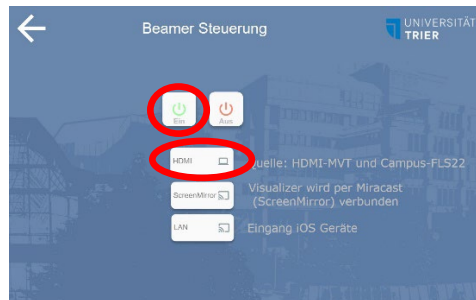 Beamer Steuerung
UNIVERSITÄT
TRIER
Ein
Aus
HDMI
Quelle: HDMI-MVT und Campus-FLS22
ScreenMirror
Visualizer wird per Miracast
(ScreenMirror) verbunden
LAN
Eingang iOS Geräte